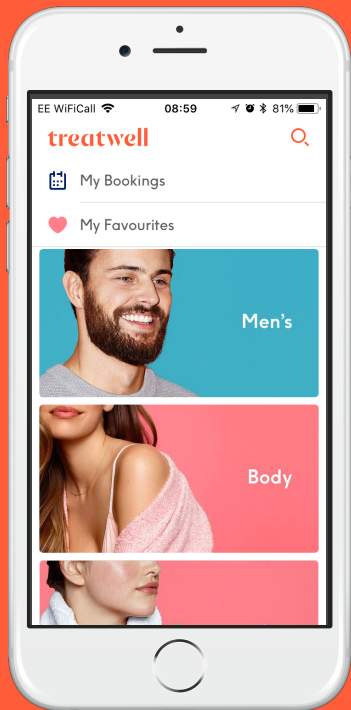 EE WiFiCall 08:59 81%
treatwell
My Bookings
My Favourites
Men's
Body